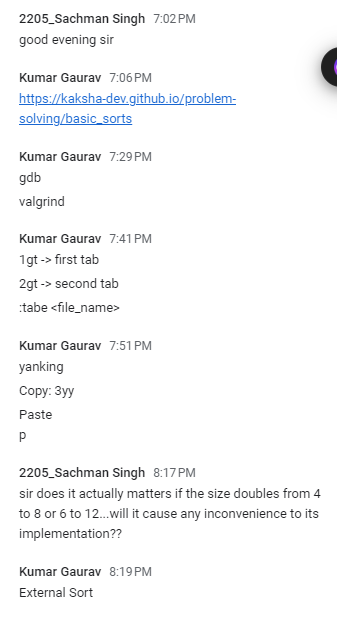 2205_Sachman Singh 7:02 PM
good evening sir
Kumar Gaurav 7:06 PM
https://kaksha-dev.github.io/problem-
solving/basic_sorts
Kumar Gaurav 7:29 PM
gdb
valgrind
Kumar Gaurav 7:41 PM
1gt -> first tab
2gt -> second tab
:tabe <file_name>
Kumar Gaurav 7:51 PM
yanking
Copy: 3yy
Paste
p
2205_Sachman Singh 8:17 PM
sir does it actually matters if the size doubles from 4
to 8 or 6 to 12...will it cause any inconvenience to its
implementation??
Kumar Gaurav 8:19 PM
External Sort